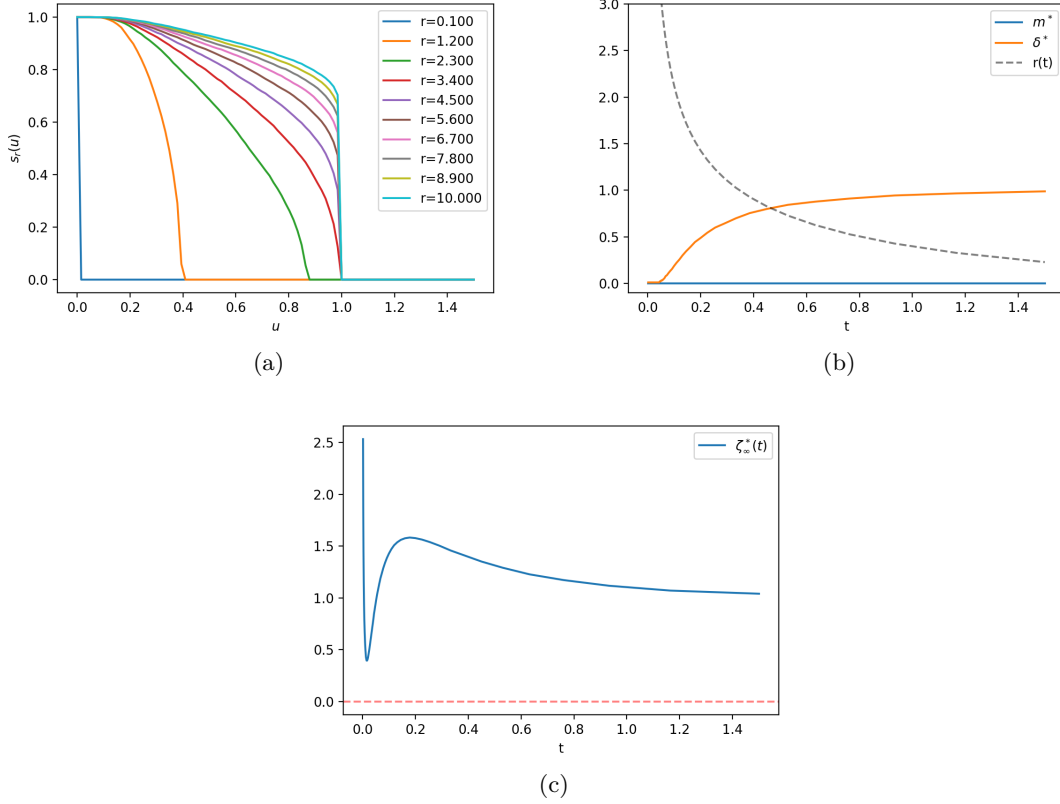 1.0
0.8
0.6
0.4
0.2
0.0
s_r(u)
0.0 0.2 0.4 0.6 0.8 1.0 1.2 1.4
u
r=0.100
r=1.200
r=2.300
r=3.400
r=4.500
r=5.600
r=6.700
r=7.800
r=8.900
r=10.000
(a)
3.0
2.5
2.0
1.5
1.0
0.5
0.0
0.0 0.2 0.4 0.6 0.8 1.0 1.2 1.4
t
m*
δ*
r(t)
(b)
2.5
2.0
1.5
1.0
0.5
0.0
0.0 0.2 0.4 0.6 0.8 1.0 1.2 1.4
t
ζ*_∞(t)
(c)